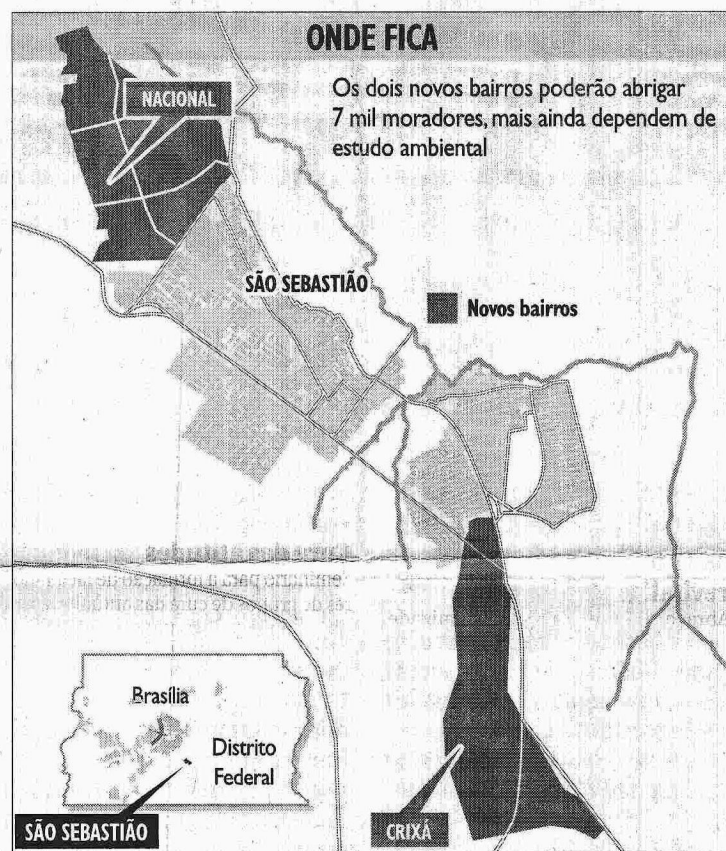 ONDE FICA
Os dois novos bairros poderão abrigar
7 mil moradores, mais ainda dependem de
estudo ambiental
NACIONAL
SÃO SEBASTIÃO
Novos bairros
Brasília
Distrito
Federal
SÃO SEBASTIÃO
CRIXÁ